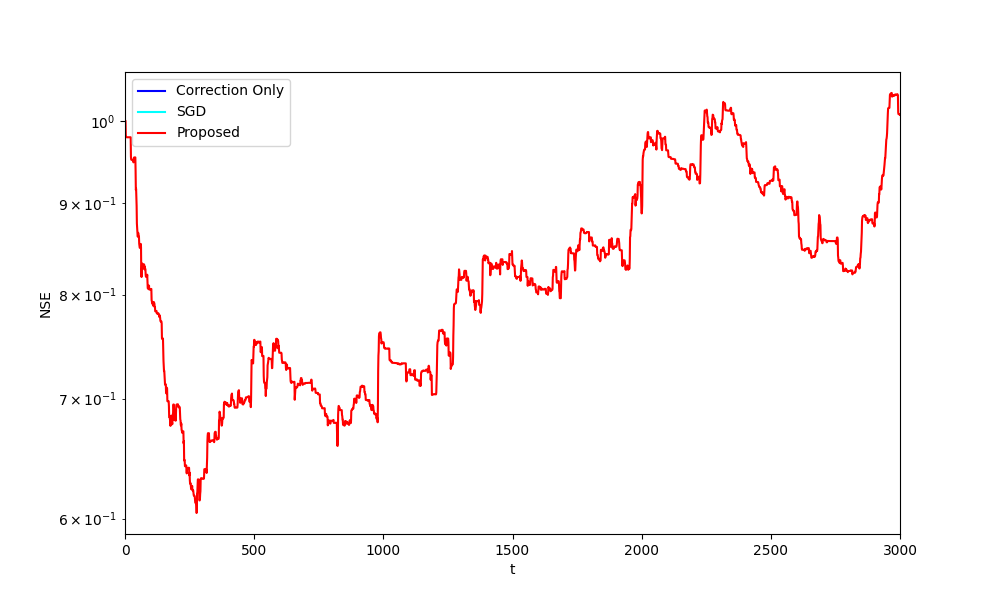 Correction Only
SGD
Proposed
10⁰
9 × 10⁻¹
8 × 10⁻¹
7 × 10⁻¹
6 × 10⁻¹
NSE
0 500 1000 1500 2000 2500 3000
t